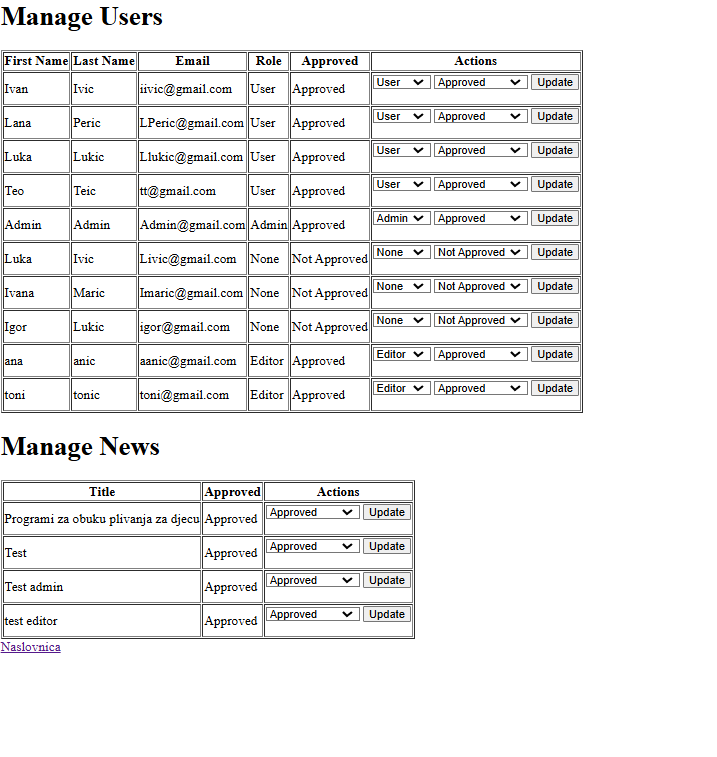 Manage Users
First Name Last Name Email Role Approved Actions
Ivan Ivic iivic@gmail.com User Approved User Approved Update
Lana Peric LPeric@gmail.com User Approved User Approved Update
Luka Lukic Llukic@gmail.com User Approved User Approved Update
Teo Teic tt@gmail.com User Approved User Approved Update
Admin Admin Admin@gmail.com Admin Approved Admin Approved Update
Luka Ivic Livic@gmail.com None Not Approved None Not Approved Update
Ivana Maric Imaric@gmail.com None Not Approved None Not Approved Update
Igor Lukic igor@gmail.com None Not Approved None Not Approved Update
ana anic aanic@gmail.com Editor Approved Editor Approved Update
toni tonic toni@gmail.com Editor Approved Editor Approved Update
Manage News
Title Approved Actions
Programi za obuku plivanja za djecu Approved Approved Update
Test Approved Approved Update
Test admin Approved Approved Update
test editor Approved Approved Update
Naslovnica